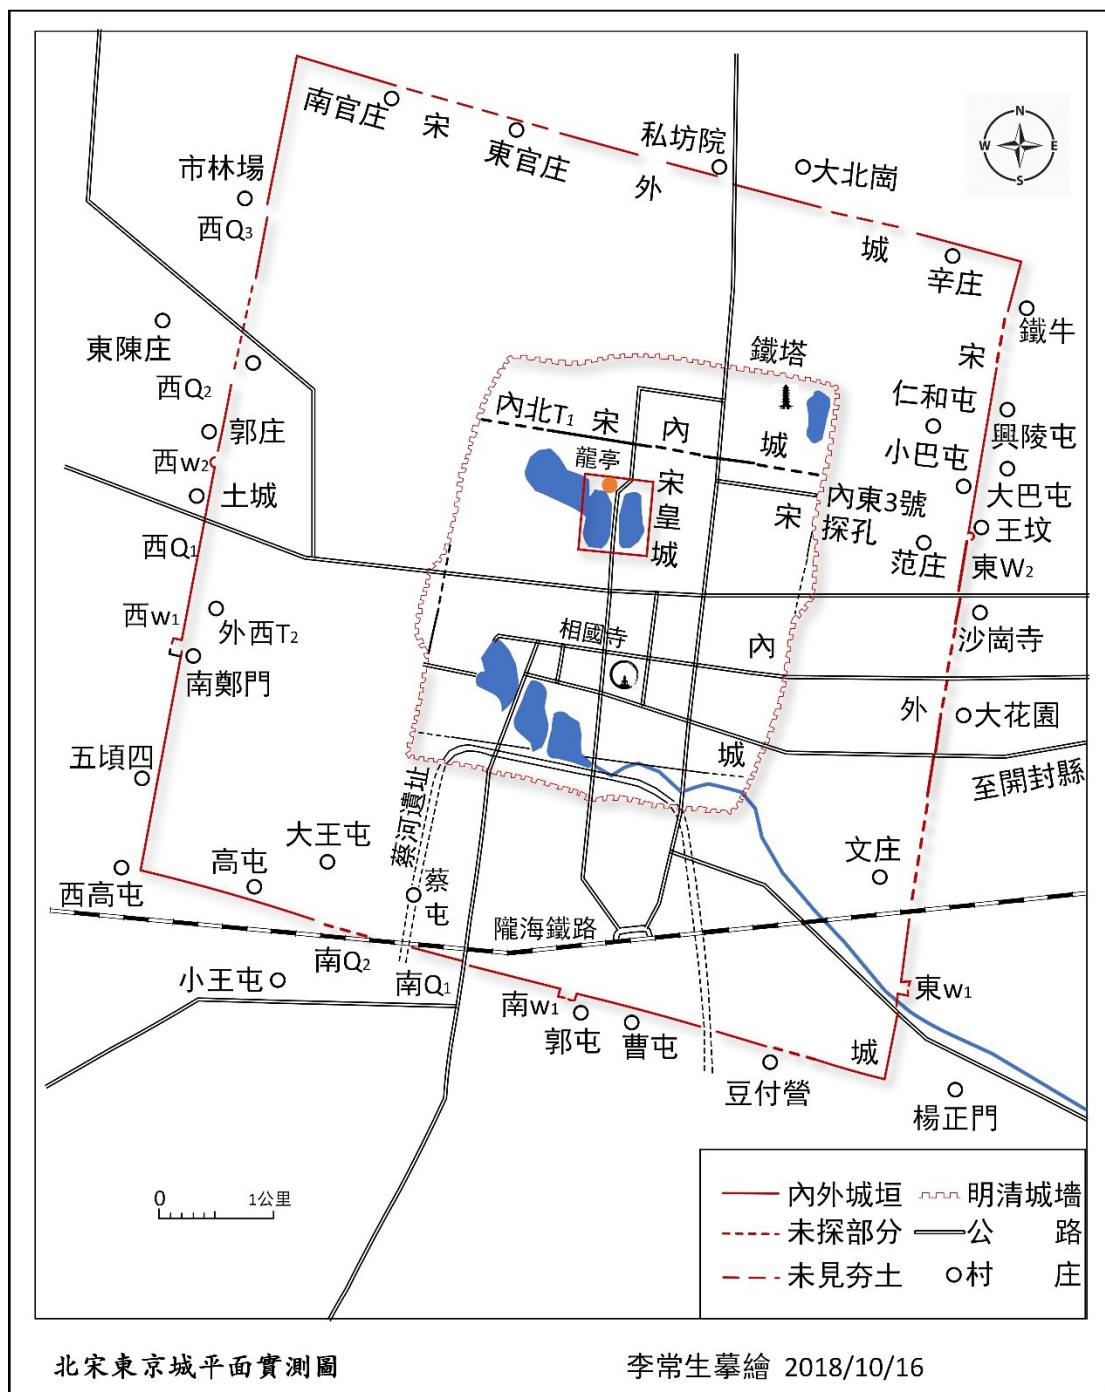 南官庄
宋
東官庄
私坊院
大北崗
外
城
辛庄
N
W
E
S
市林場
西Q3
鐵牛
宋
東陳庄
西Q2
鐵塔
仁和屯
興陵屯
小巴屯
大巴屯
內北T1
宋
內
城
郭庄
西w2
土城
龍亭
宋
皇
城
宋
內東3號
探孔
王坟
范庄
東W2
西Q1
西w1
外西T2
南鄭門
相國寺
內
沙崗寺
外
大花園
城
至開封縣
五頃四
蔡河遺址
大王屯
高屯
西高屯
蔡
屯
文庄
隴海鐵路
南Q2
南Q1
小王屯
南w1
郭屯
曹屯
東w1
城
豆付營
楊正門
0 1公里
內外城垣 明清城墻
未探部分 公 路
未見夯土 村 庄
北宋東京城平面實測圖
李常生摹繪 2018/10/16